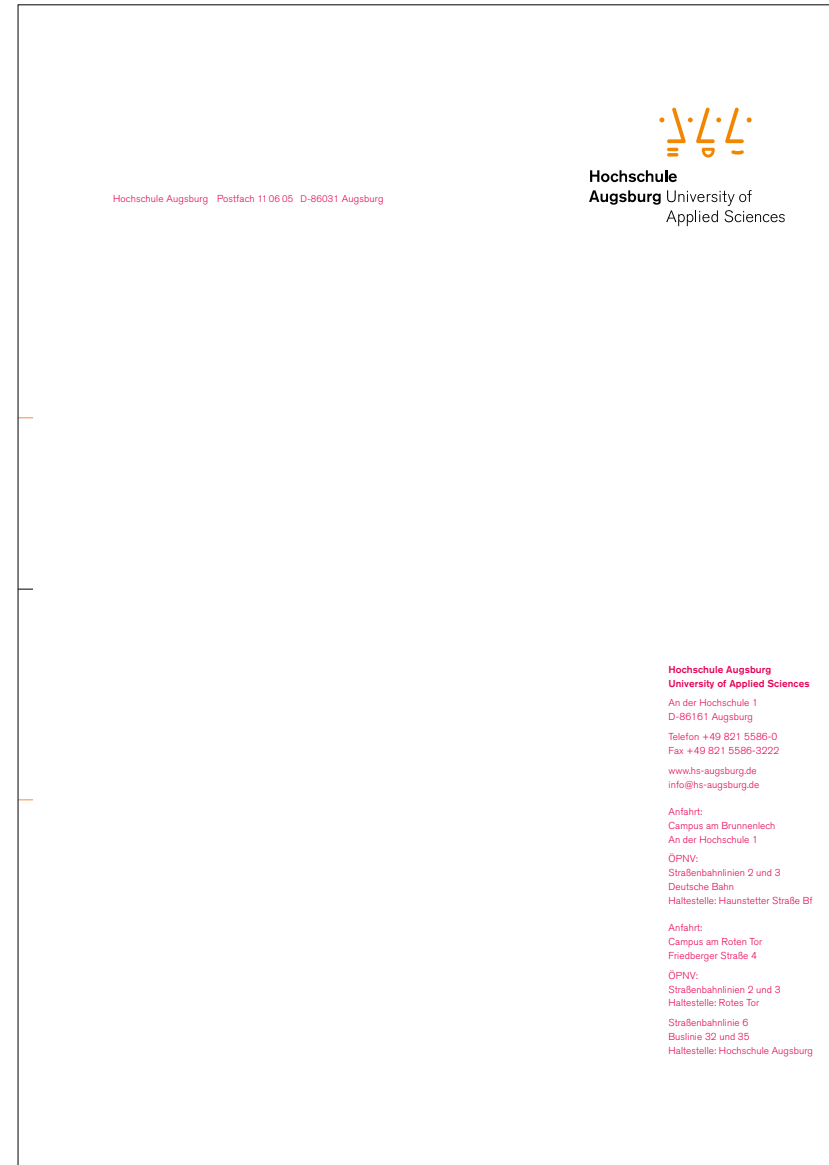 Hochschule
Augsburg University of
Applied Sciences
Hochschule Augsburg Postfach 11 06 05 D-86031 Augsburg
Hochschule Augsburg
University of Applied Sciences
An der Hochschule 1
D-86161 Augsburg
Telefon +49 821 5586-0
Fax +49 821 5586-3222
www.hs-augsburg.de
info@hs-augsburg.de
Anfahrt:
Campus am Brunnenlech
An der Hochschule 1
ÖPNV:
Straßenbahnlinien 2 und 3
Deutsche Bahn
Haltestelle: Haunstetter Straße Bf
Anfahrt:
Campus am Roten Tor
Friedberger Straße 4
ÖPNV:
Straßenbahnlinien 2 und 3
Haltestelle: Rotes Tor
Straßenbahnlinie 6
Buslinie 32 und 35
Haltestelle: Hochschule Augsburg